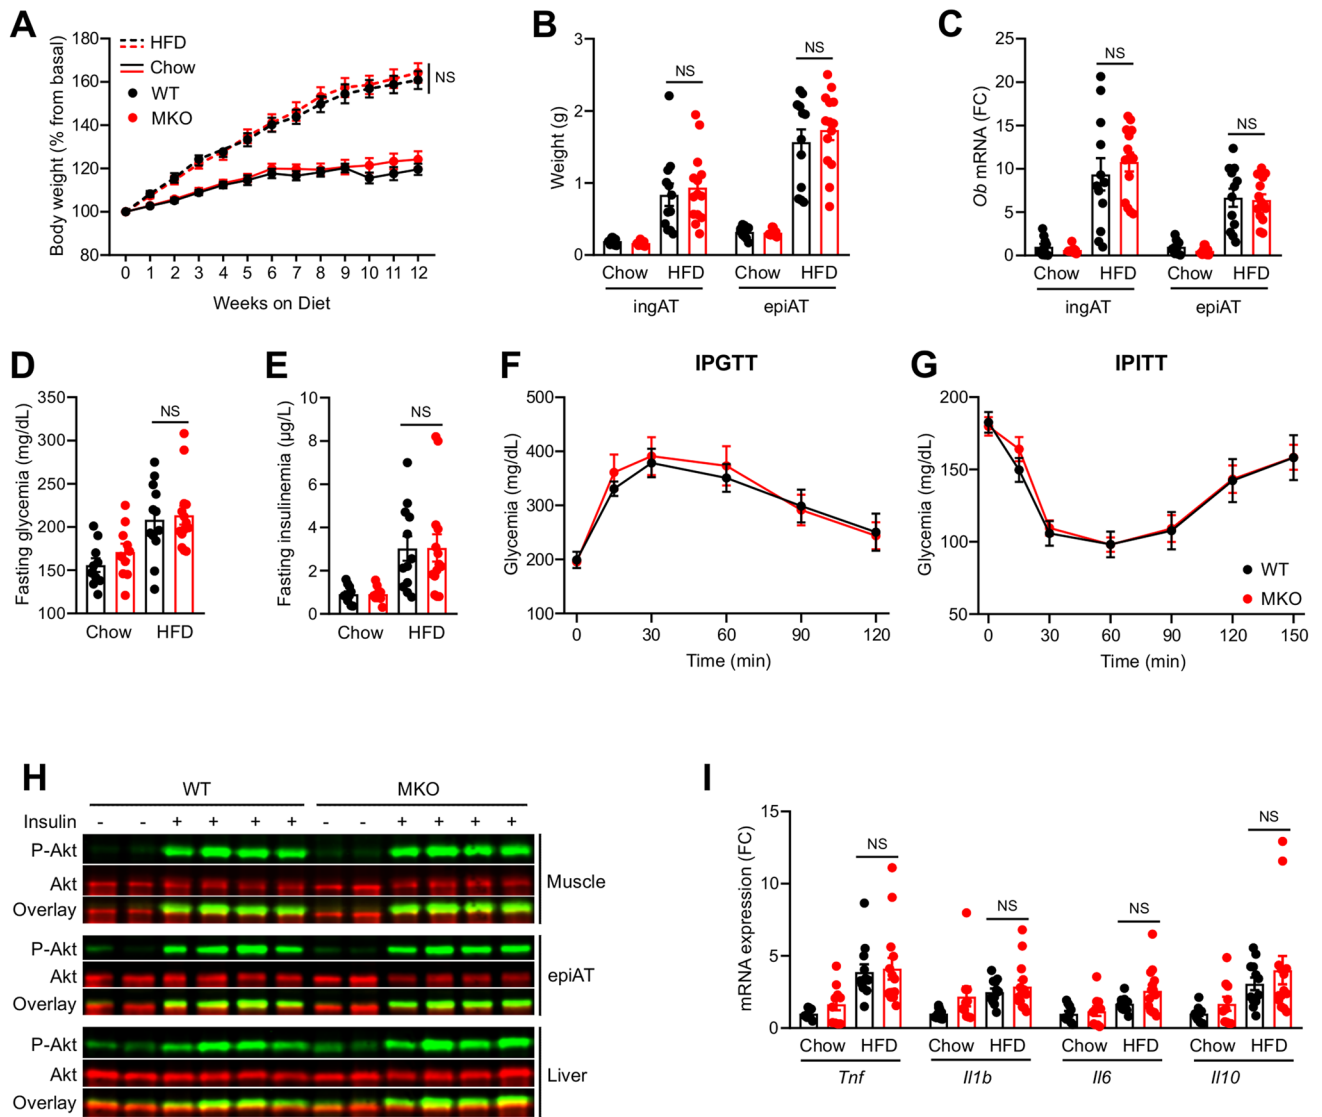 A
Body weight (% from basal)
180
160
140
120
100
80
HFD
Chow
WT
MKO
NS
0 1 2 3 4 5 6 7 8 9 10 11 12
Weeks on Diet
B
Weight (g)
3
2
1
0
NS
NS
Chow HFD Chow HFD
ingAT epiAT
C
Ob mRNA (FC)
25
20
15
10
5
0
NS
NS
Chow HFD Chow HFD
ingAT epiAT
D
Fasting glycemia (mg/dL)
350
300
250
200
150
100
NS
Chow HFD
E
Fasting insulinemia (µg/L)
10
8
6
4
2
0
NS
Chow HFD
F
IPGTT
Glycemia (mg/dL)
500
400
300
200
100
0 30 60 90 120
Time (min)
G
IPITT
Glycemia (mg/dL)
200
150
100
50
WT
MKO
0 30 60 90 120 150
Time (min)
H
WT MKO
Insulin - - + + + + - - + + + +
P-Akt
Akt
Overlay
Muscle
P-Akt
Akt
Overlay
epiAT
P-Akt
Akt
Overlay
Liver
I
mRNA expression (FC)
15
10
5
0
NS
NS
NS
NS
Chow HFD Chow HFD Chow HFD Chow HFD
Tnf Il1b Il6 Il10